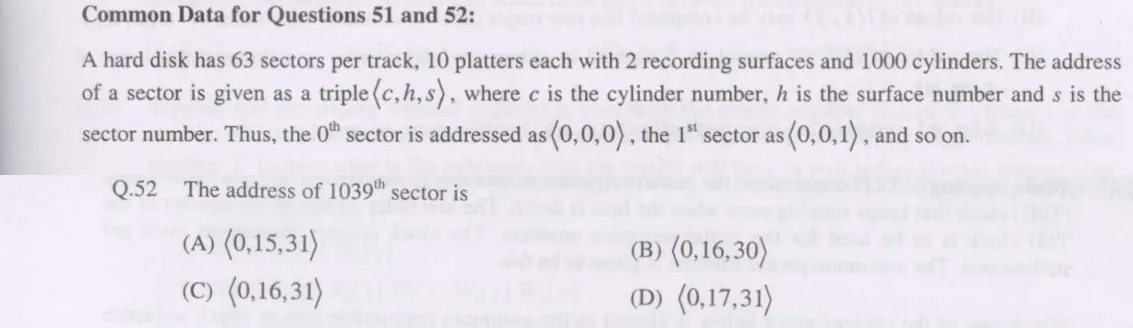 Common Data for Questions 51 and 52:
A hard disk has 63 sectors per track, 10 platters each with 2 recording surfaces and 1000 cylinders. The address
of a sector is given as a triple ⟨c, h, s⟩, where c is the cylinder number, h is the surface number and s is the
sector number. Thus, the 0th sector is addressed as ⟨0,0,0⟩, the 1st sector as ⟨0,0,1⟩, and so on.
Q.52 The address of 1039th sector is
(A) ⟨0,15,31⟩ (B) ⟨0,16,30⟩
(C) ⟨0,16,31⟩ (D) ⟨0,17,31⟩